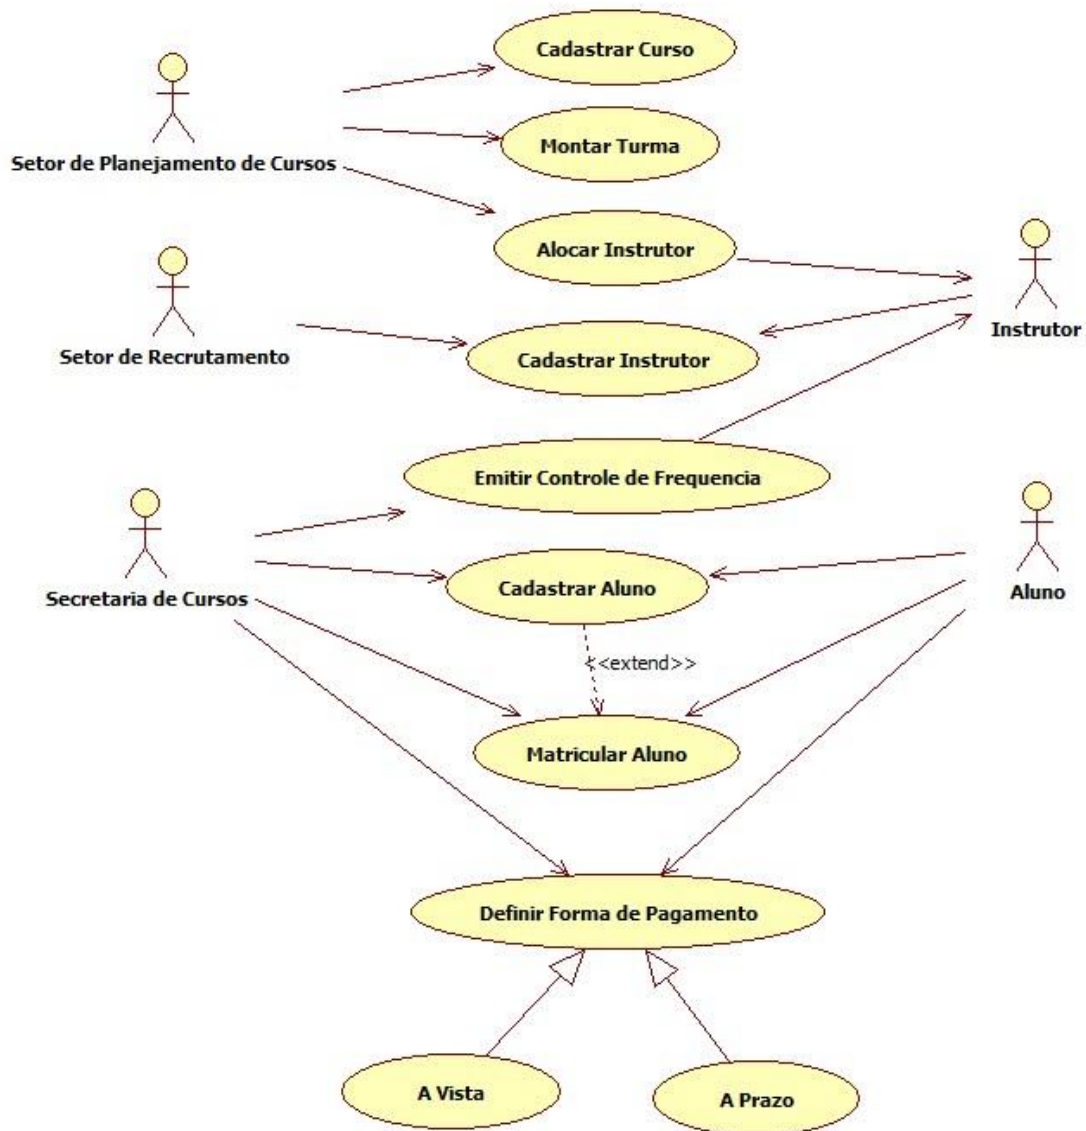 Cadastrar Curso
Montar Turma
Setor de Planejamento de Cursos
Alocar Instrutor
Instrutor
Setor de Recrutamento
Cadastrar Instrutor
Emitir Controle de Frequencia
Cadastrar Aluno
Secretaria de Cursos
Aluno
<<extend>>
Matricular Aluno
Definir Forma de Pagamento
A Vista
A Prazo